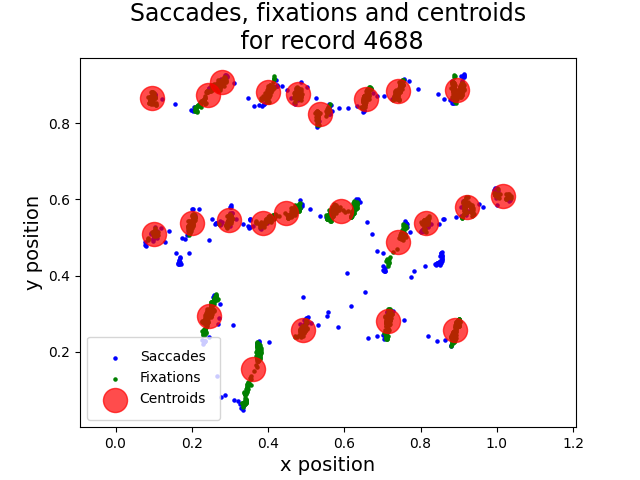 Saccades, fixations and centroids
for record 4688
0.8
0.6
0.4
0.2
y position
Saccades
Fixations
Centroids
0.0 0.2 0.4 0.6 0.8 1.0 1.2
x position